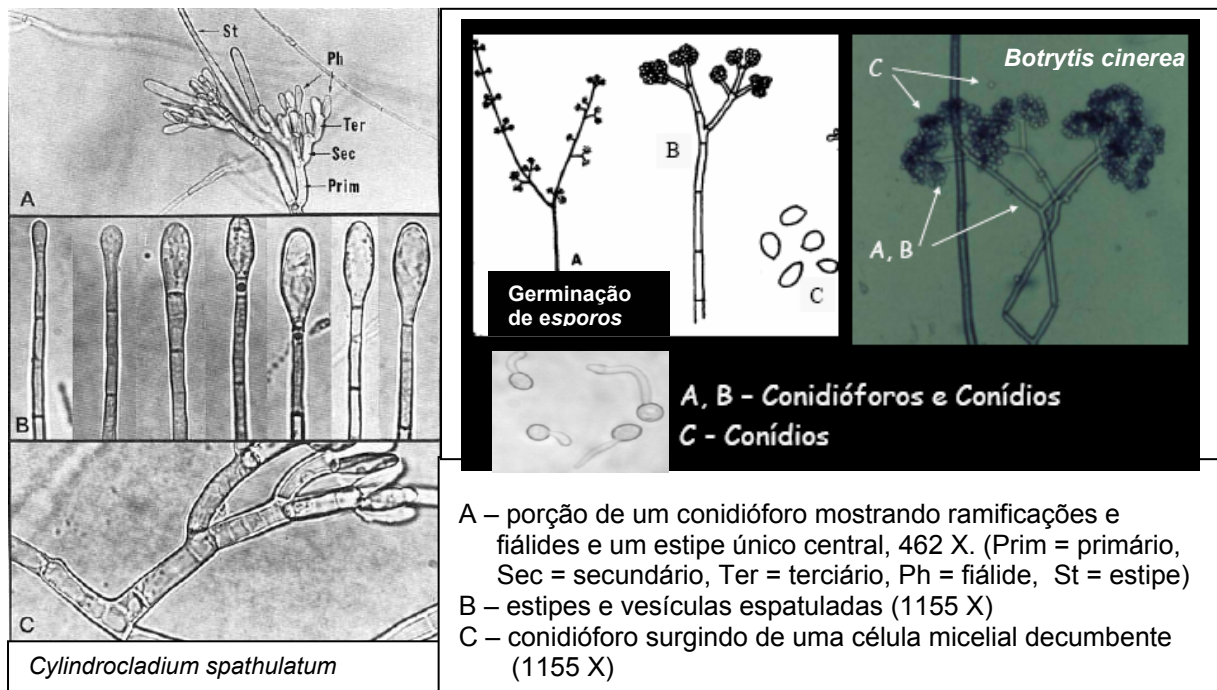 St
Ph
Ter
Sec
Prim
A
B
C
Cylindrocladium spathulatum
A
B
C
Germinação
de esporos
Botrytis cinerea
C
A, B
A, B – Conidióforos e Conídios
C - Conídios
A – porção de um conidióforo mostrando ramificações e
fiálides e um estipe único central, 462 X. (Prim = primário,
Sec = secundário, Ter = terciário, Ph = fiálide, St = estipe)
B – estipes e vesículas espatuladas (1155 X)
C – conidióforo surgindo de uma célula micelial decumbente
(1155 X)